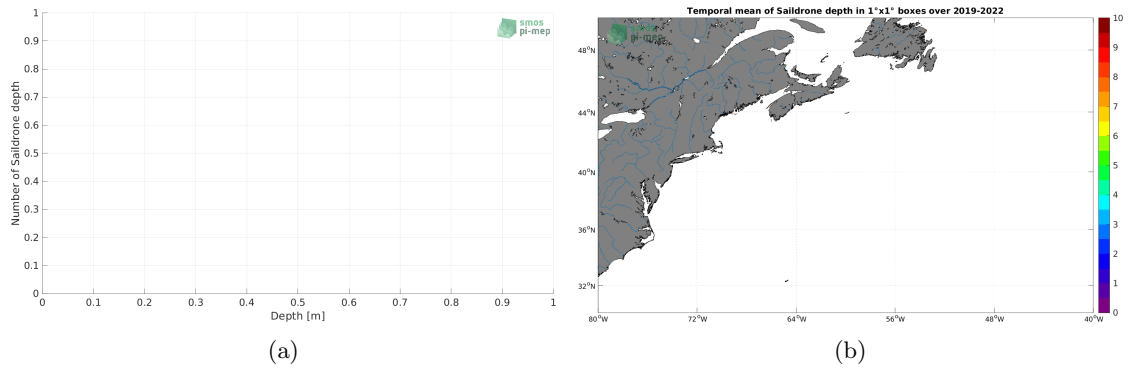 1
0.9
0.8
0.7
0.6
0.5
0.4
0.3
0.2
0.1
0
Number of Saildrone depth
0 0.1 0.2 0.3 0.4 0.5 0.6 0.7 0.8 0.9 1
Depth [m]
smos
pi-mep
(a)
Temporal mean of Saildrone depth in 1°x1° boxes over 2019-2022
smos
pi-mep
48°N
44°N
40°N
36°N
32°N
80°W 72°W 64°W 56°W 48°W 40°W
10
9
8
7
6
5
4
3
2
1
0
(b)